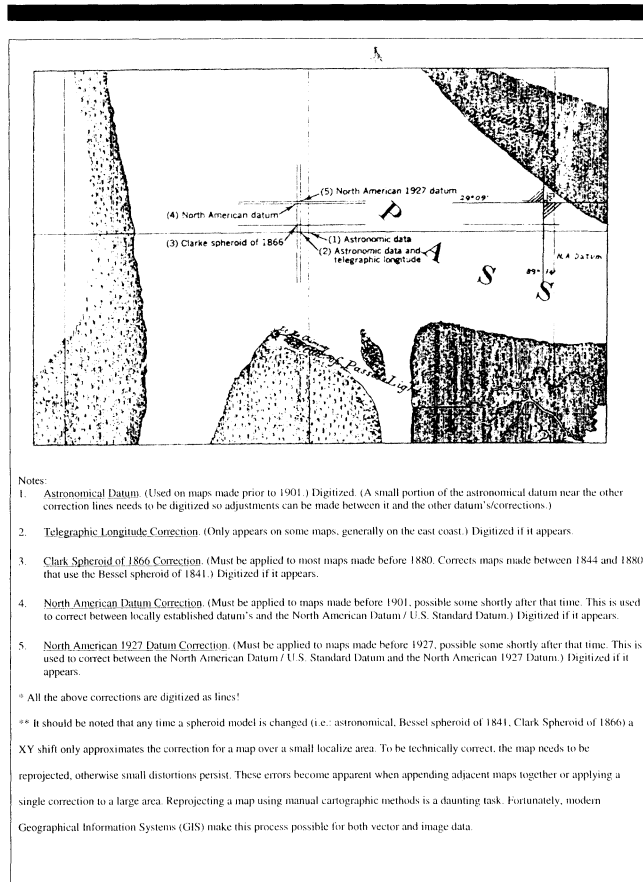 South Pass
(5) North American 1927 datum
29°09'
(4) North American datum
P
(3) Clarke spheroid of 1866
(1) Astronomic data
A
(2) Astronomic data and
telegraphic longitude
N.A Datum
S
S
of Pass Light
Notes:
1. Astronomical Datum. (Used on maps made prior to 1901.) Digitized. (A small portion of the astronomical datum near the other
correction lines needs to be digitized so adjustments can be made between it and the other datum's/corrections.)
2. Telegraphic Longitude Correction. (Only appears on some maps, generally on the east coast.) Digitized if it appears.
3. Clark Spheroid of 1866 Correction. (Must be applied to most maps made before 1880. Corrects maps made between 1844 and 1880
that use the Bessel spheroid of 1841.) Digitized if it appears.
4. North American Datum Correction. (Must be applied to maps made before 1901, possible some shortly after that time. This is used
to correct between locally established datum's and the North American Datum / U.S. Standard Datum.) Digitized if it appears.
5. North American 1927 Datum Correction. (Must be applied to maps made before 1927, possible some shortly after that time. This is
used to correct between the North American Datum / U.S. Standard Datum and the North American 1927 Datum.) Digitized if it
appears.
* All the above corrections are digitized as lines!
** It should be noted that any time a spheroid model is changed (i.e.: astronomical, Bessel spheroid of 1841, Clark Spheroid of 1866) a
XY shift only approximates the correction for a map over a small localize area. To be technically correct, the map needs to be
reprojected, otherwise small distortions persist. These errors become apparent when appending adjacent maps together or applying a
single correction to a large area. Reprojecting a map using manual cartographic methods is a daunting task. Fortunately, modern
Geographical Information Systems (GIS) make this process possible for both vector and image data.